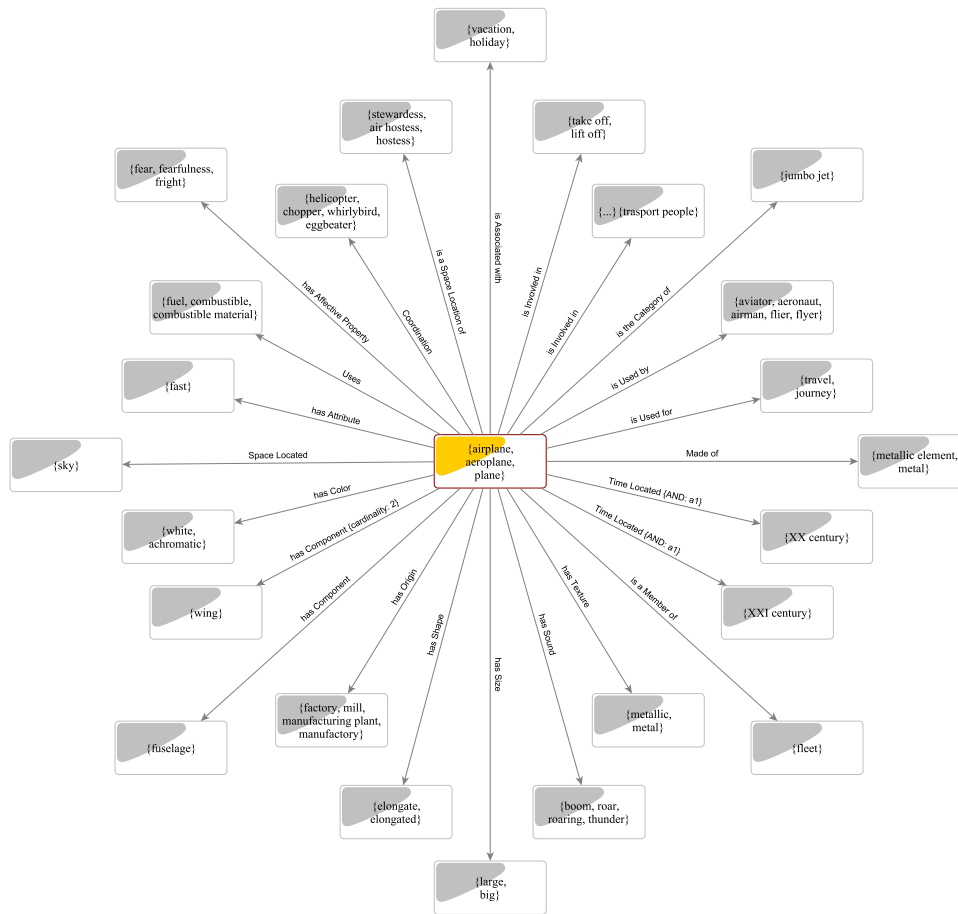 {vacation,
holiday}
{stewardess,
air hostess,
hostess}
{take off,
lift off}
{fear, fearfulness,
fright}
{jumbo jet}
{helicopter,
chopper, whirlybird,
eggbeater}
{...} {trasport people}
is Associated with
is a Space Location of
is Invovled in
has Affective Property
Coordination
is Involved in
is the Category of
{fuel, combustible,
combustible material}
{aviator, aeronaut,
airman, flier, flyer}
Uses
is Used by
{fast}
{travel,
journey}
has Attribute
is Used for
{sky}
Space Located
{airplane,
aeroplane,
plane}
Made of
{metallic element,
metal}
has Color
Time Located {AND: a1}
{white,
achromatic}
{XX century}
has Component {cardinality: 2}
Time Located {AND: a1}
{wing}
{XXI century}
has Component
has Origin
has Shape
has Size
has Sound
has Texture
is a Member of
{factory, mill,
manufacturing plant,
manufactory}
{metallic,
metal}
{fuselage}
{fleet}
{elongate,
elongated}
{boom, roar,
roaring, thunder}
{large,
big}